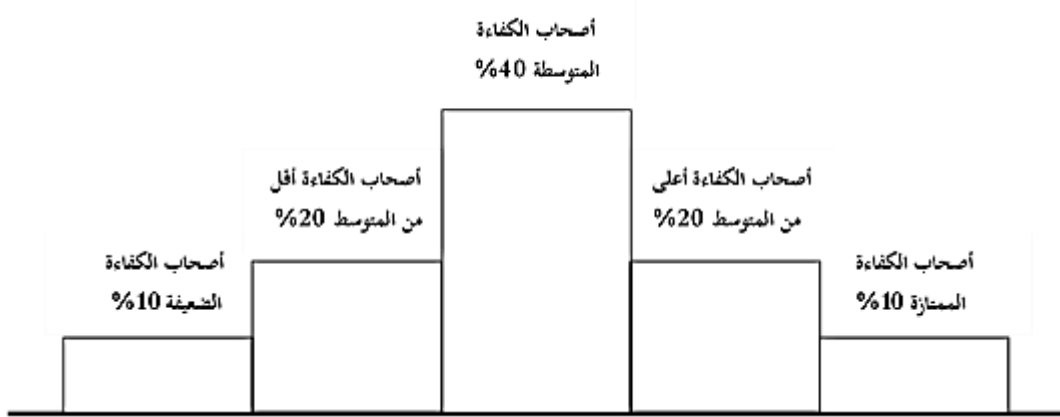 أصحاب الكفاءة
المتوسطة 40%
أصحاب الكفاءة أعلى
من المتوسط 20%
أصحاب الكفاءة أقل
من المتوسط 20%
أصحاب الكفاءة
الممتازة 10%
أصحاب الكفاءة
الضعيفة 10%